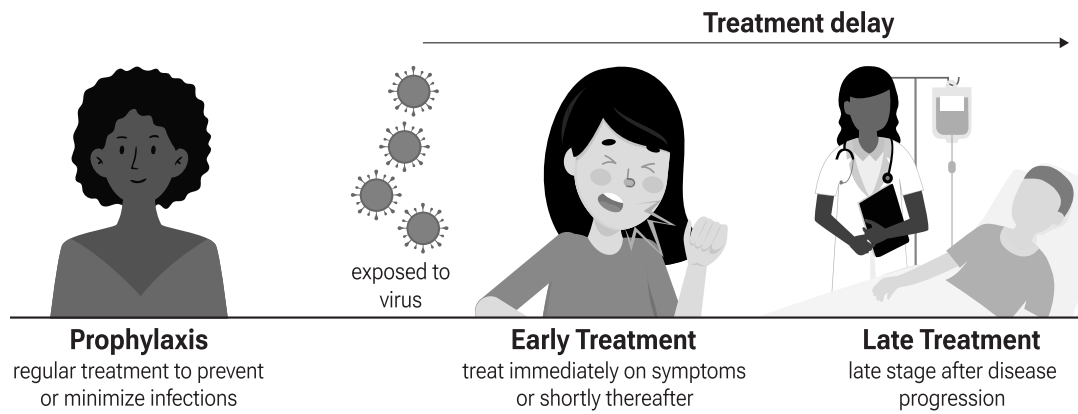 Treatment delay
exposed to
virus
Prophylaxis
regular treatment to prevent
or minimize infections
Early Treatment
treat immediately on symptoms
or shortly thereafter
Late Treatment
late stage after disease
progression